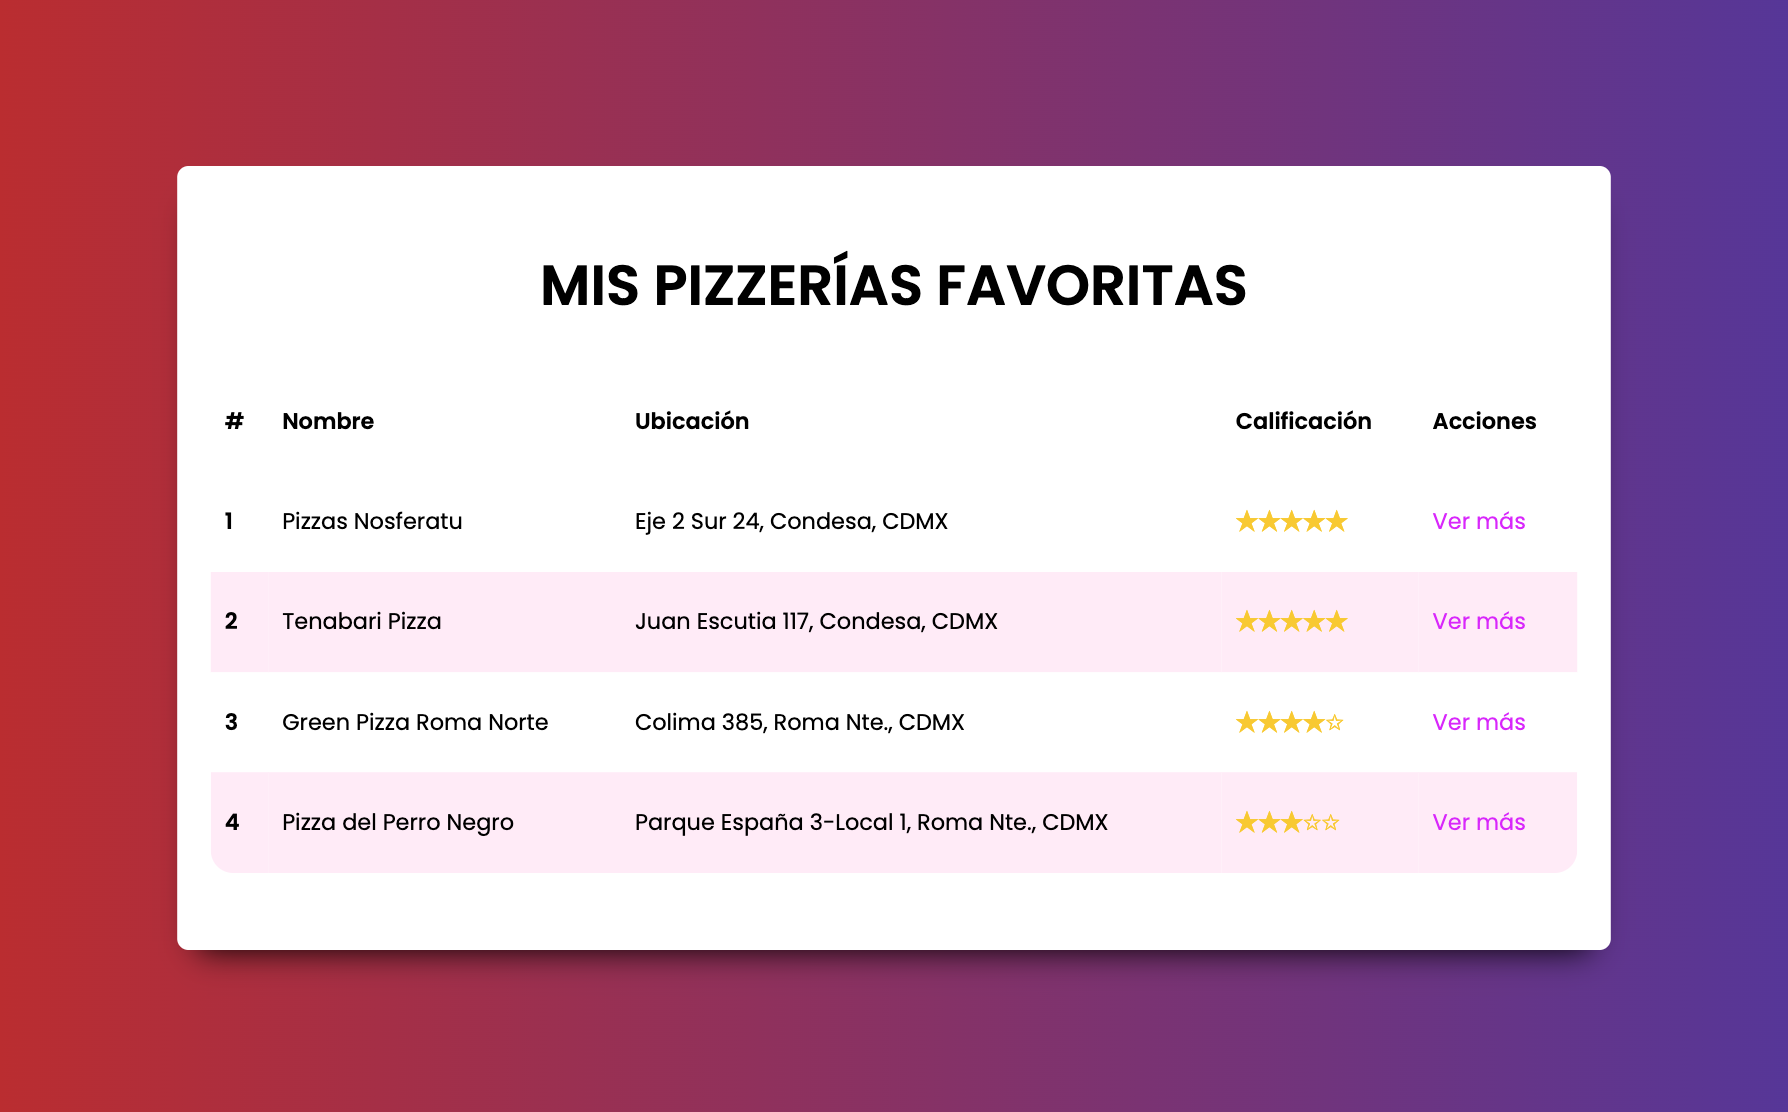 MIS PIZZERÍAS FAVORITAS
# Nombre Ubicación Calificación Acciones
1 Pizzas Nosferatu Eje 2 Sur 24, Condesa, CDMX ★★★★★ Ver más
2 Tenabari Pizza Juan Escutia 117, Condesa, CDMX ★★★★★ Ver más
3 Green Pizza Roma Norte Colima 385, Roma Nte., CDMX ★★★★☆ Ver más
4 Pizza del Perro Negro Parque España 3-Local 1, Roma Nte., CDMX ★★★☆☆ Ver más